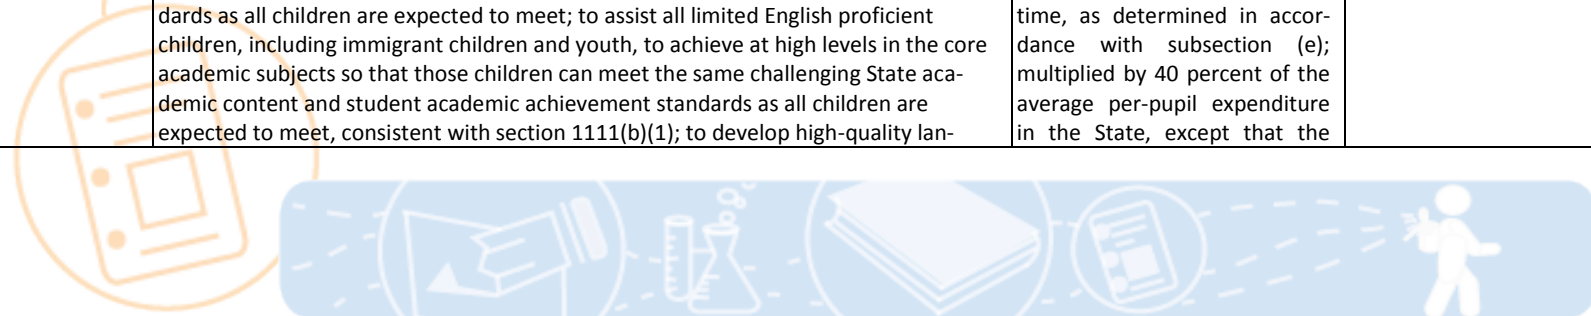 dards as all children are expected to meet; to assist all limited English proficient
children, including immigrant children and youth, to achieve at high levels in the core
academic subjects so that those children can meet the same challenging State aca-
demic content and student academic achievement standards as all children are
expected to meet, consistent with section 1111(b)(1); to develop high-quality lan-
time, as determined in accor-
dance with subsection (e);
multiplied by 40 percent of the
average per-pupil expenditure
in the State, except that the